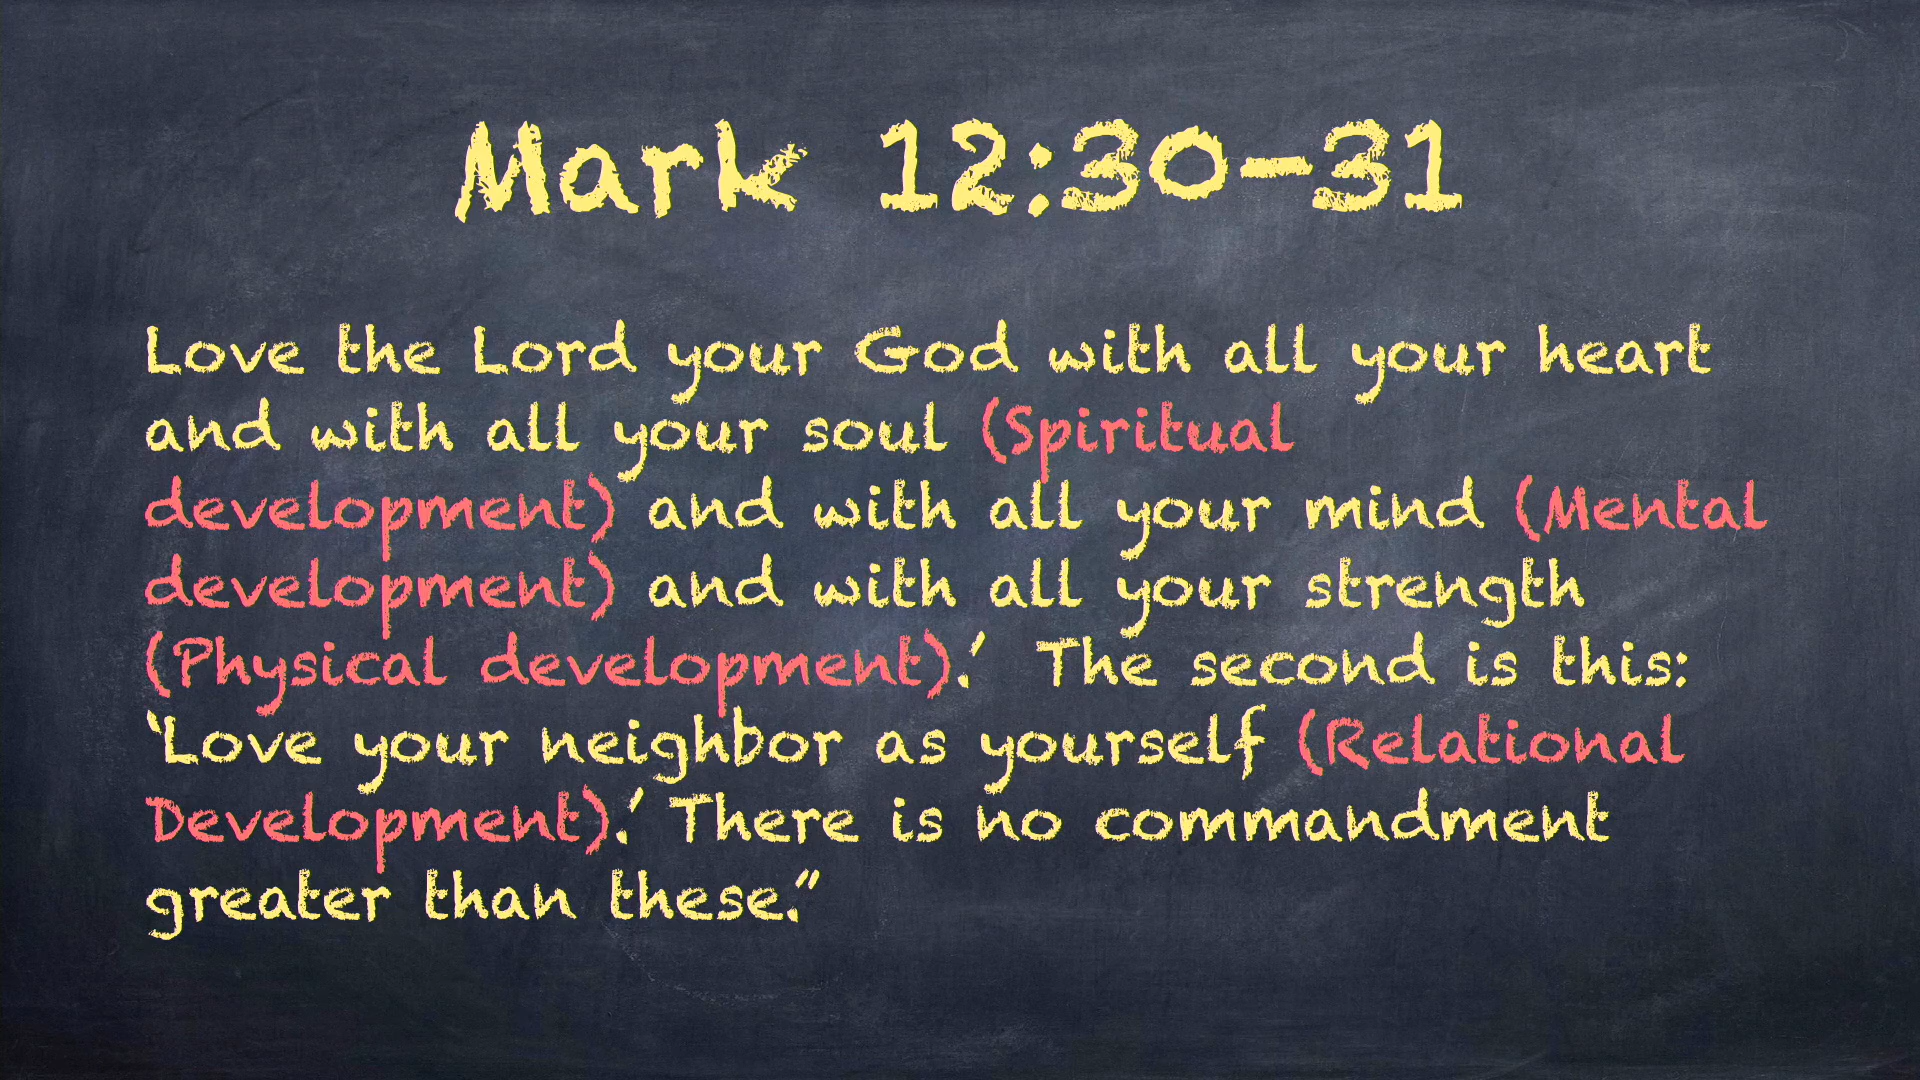 Mark 12:30-31
Love the Lord your God with all your heart
and with all your soul (Spiritual
development) and with all your mind (Mental
development) and with all your strength
(Physical development).’ The second is this:
‘Love your neighbor as yourself (Relational
Development).’ There is no commandment
greater than these.”